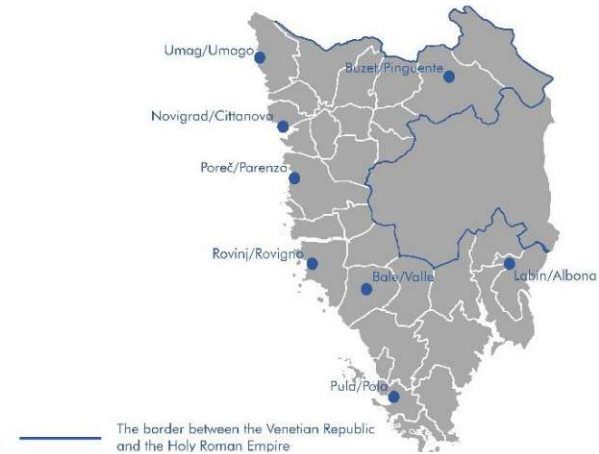 Umag/Umago
Buzet/Pinguente
Novigrad/Cittanova
Poreč/Parenzo
Rovinj/Rovigno
Bale/Valle
Labin/Albona
Pula/Pola
The border between the Venetian Republic
and the Holy Roman Empire